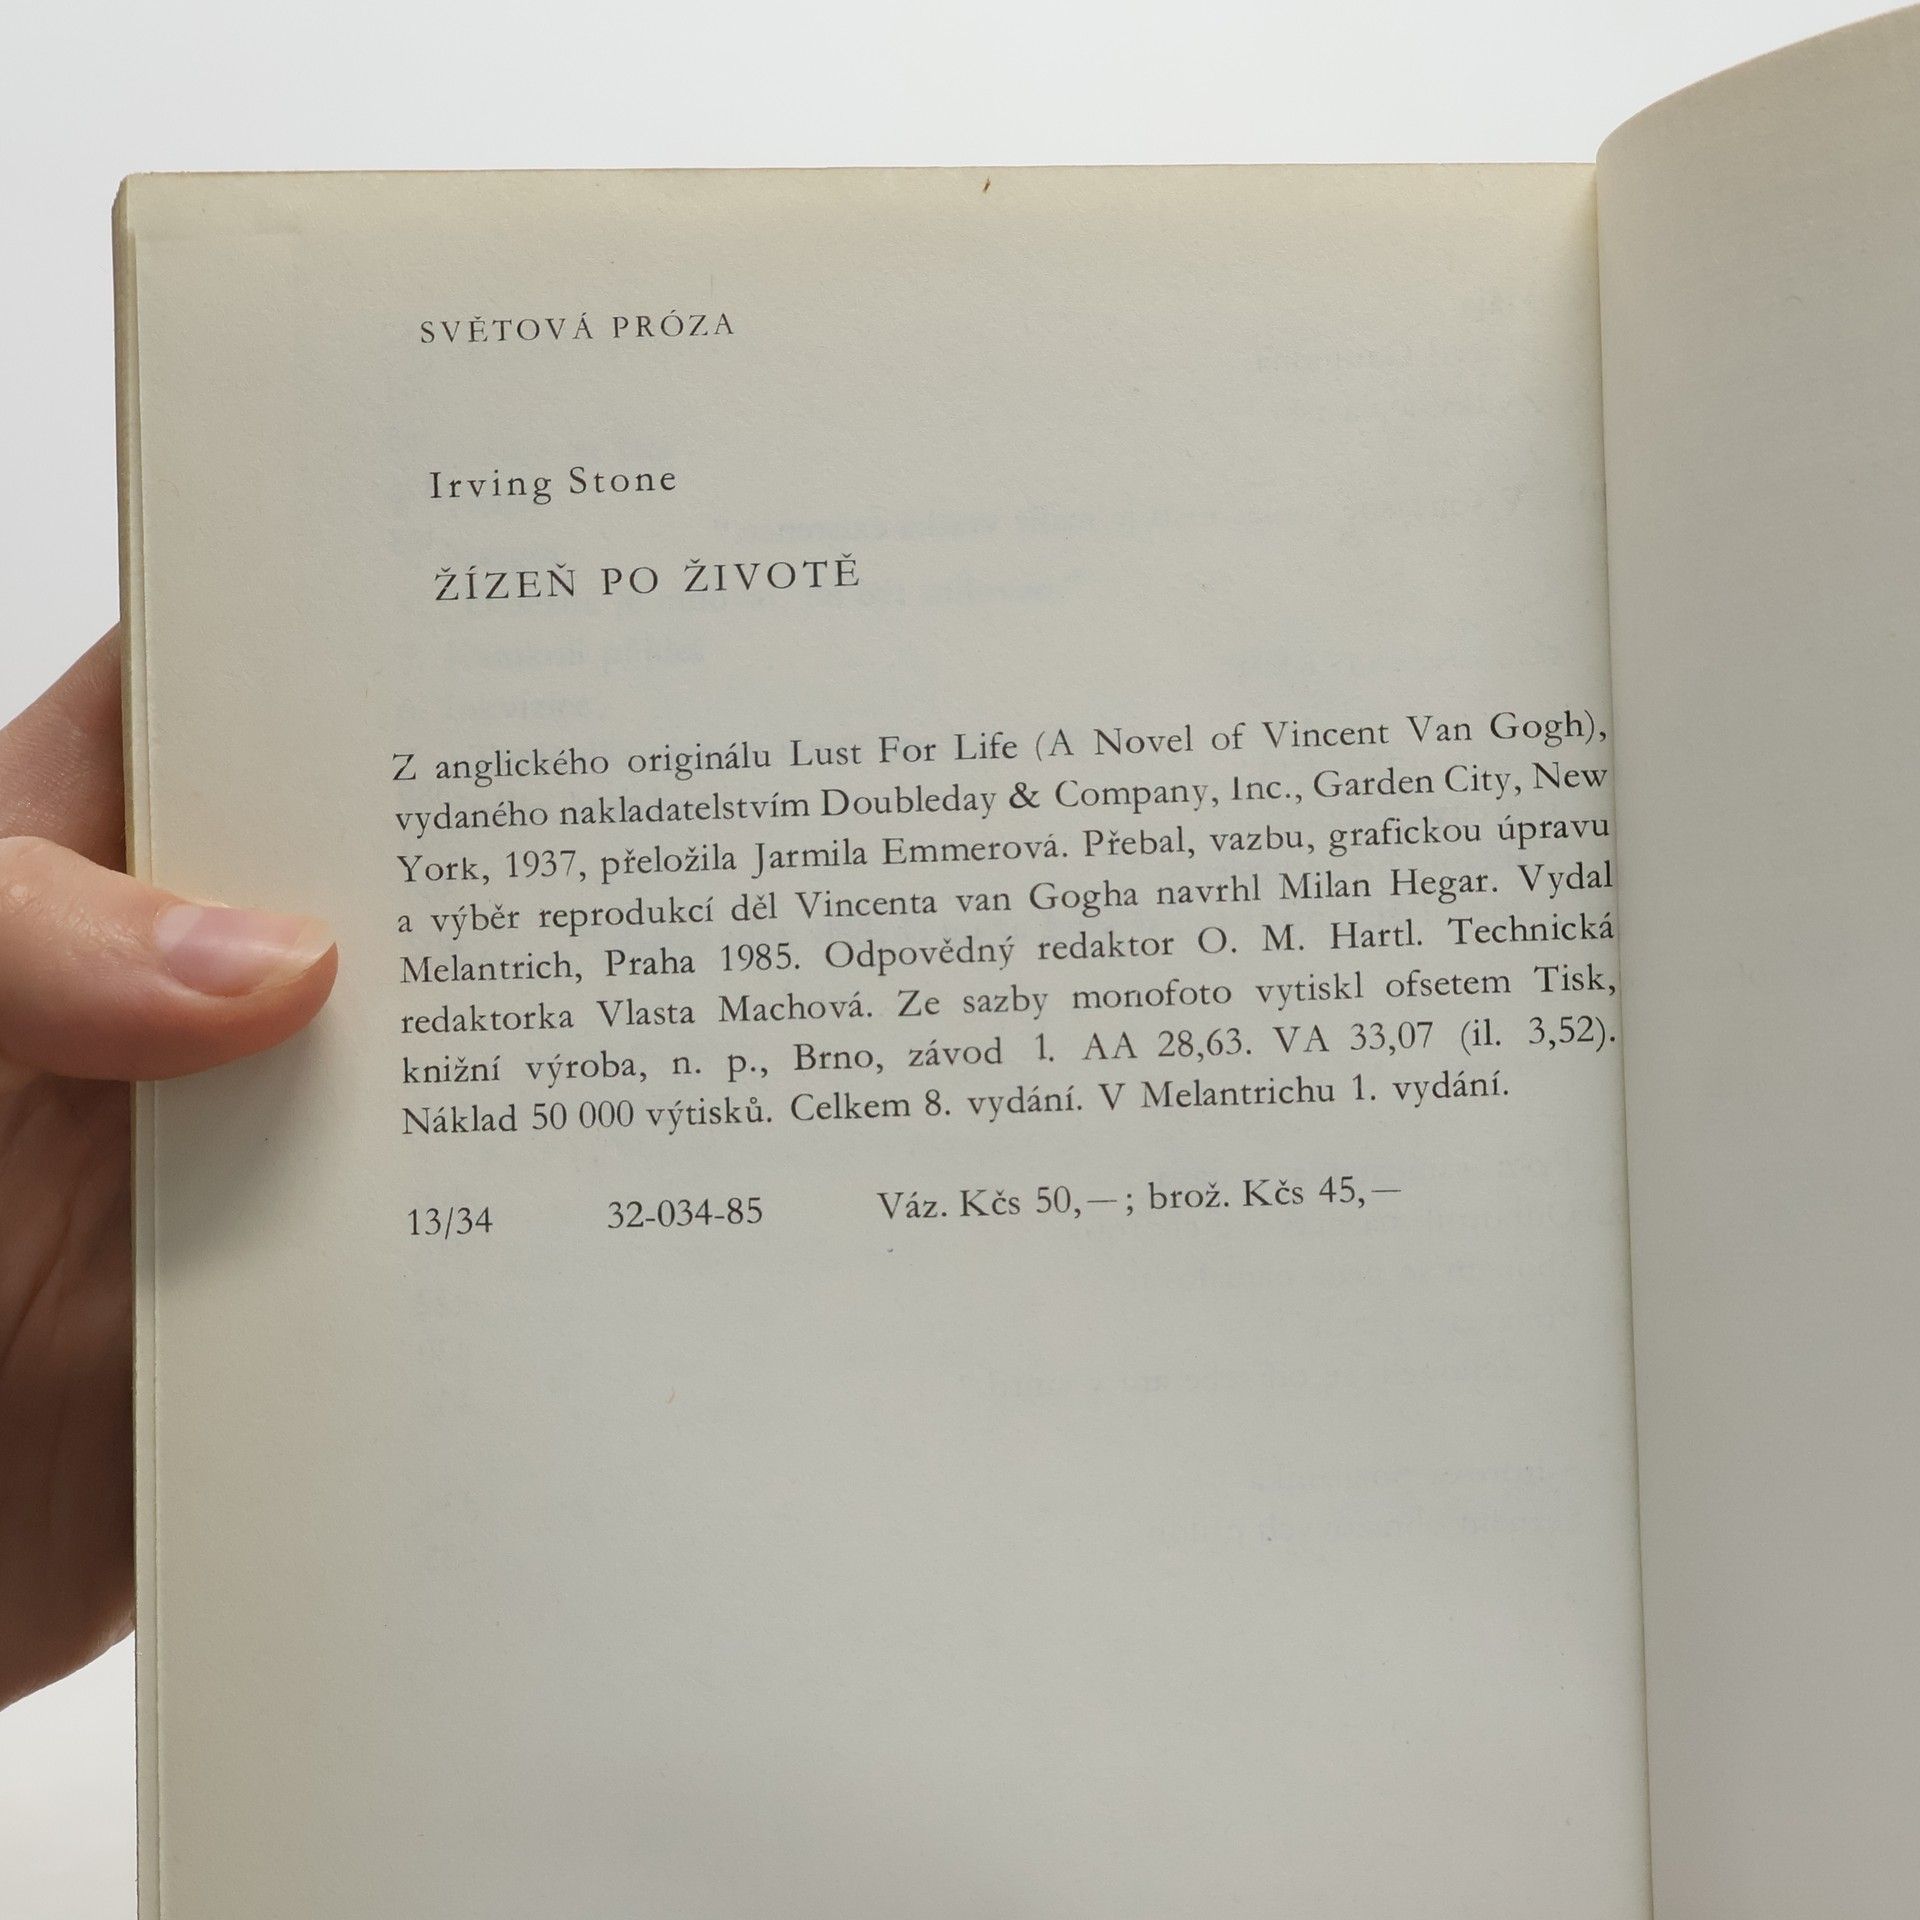 SVĚTOVÁ PRÓZA
Irving Stone
ŽÍZEŇ PO ŽIVOTĚ
Z anglického originálu Lust For Life (A Novel of Vincent Van Gogh),
vydaného nakladatelstvím Doubleday & Company, Inc., Garden City, New
York, 1937, přeložila Jarmila Emmerová. Přebal, vazbu, grafickou úpravu
a výběr reprodukcí děl Vincenta van Gogha navrhl Milan Hegar. Vydal
Melantrich, Praha 1985. Odpovědný redaktor O. M. Hartl. Technická
redaktorka Vlasta Machová. Ze sazby monofoto vytiskl ofsetem Tisk,
knižní výroba, n. p., Brno, závod 1. AA 28,63. VA 33,07 (il. 3,52).
Náklad 50 000 výtisků. Celkem 8. vydání. V Melantrichu 1. vydání.
13/34 32-034-85 Váz. Kčs 50,—; brož. Kčs 45,—